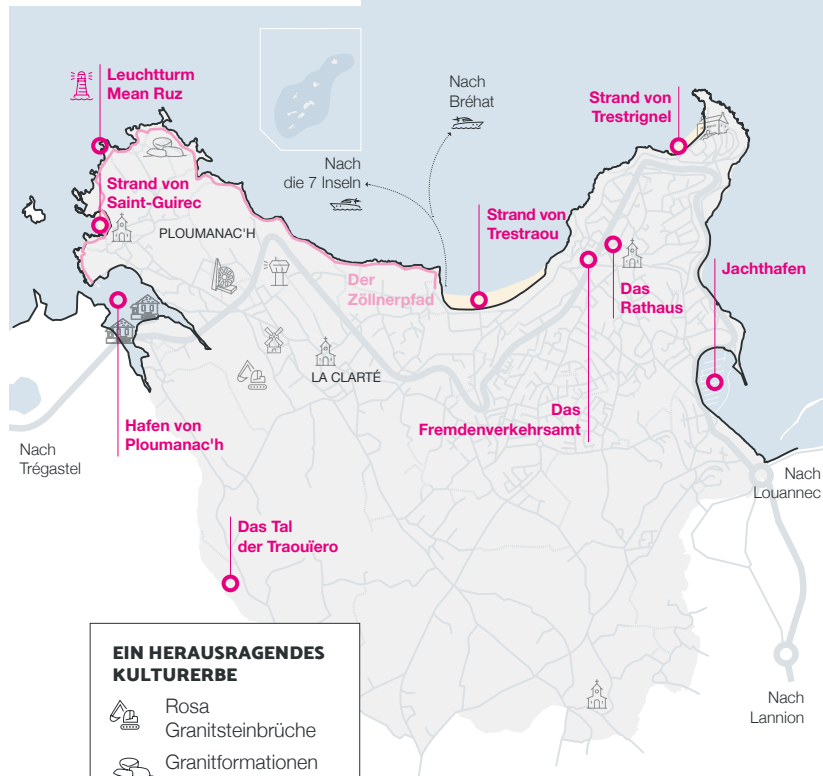 Leuchtturm
Mean Ruz
Nach
Bréhat
Strand von
Trestrignel
Nach
die 7 Inseln
Strand von
Saint-Guirec
PLOUMANAC'H
Strand von
Trestraou
Der
Zöllnerpfad
Das
Rathaus
Jachthafen
LA CLARTÉ
Hafen von
Ploumanac'h
Das
Fremdenverkehrsamt
Nach
Trégastel
Nach
Louannec
Das Tal
der Traouïero
EIN HERAUSRAGENDES
KULTURERBE
Rosa
Granitsteinbrüche
Granitformationen
Nach
Lannion